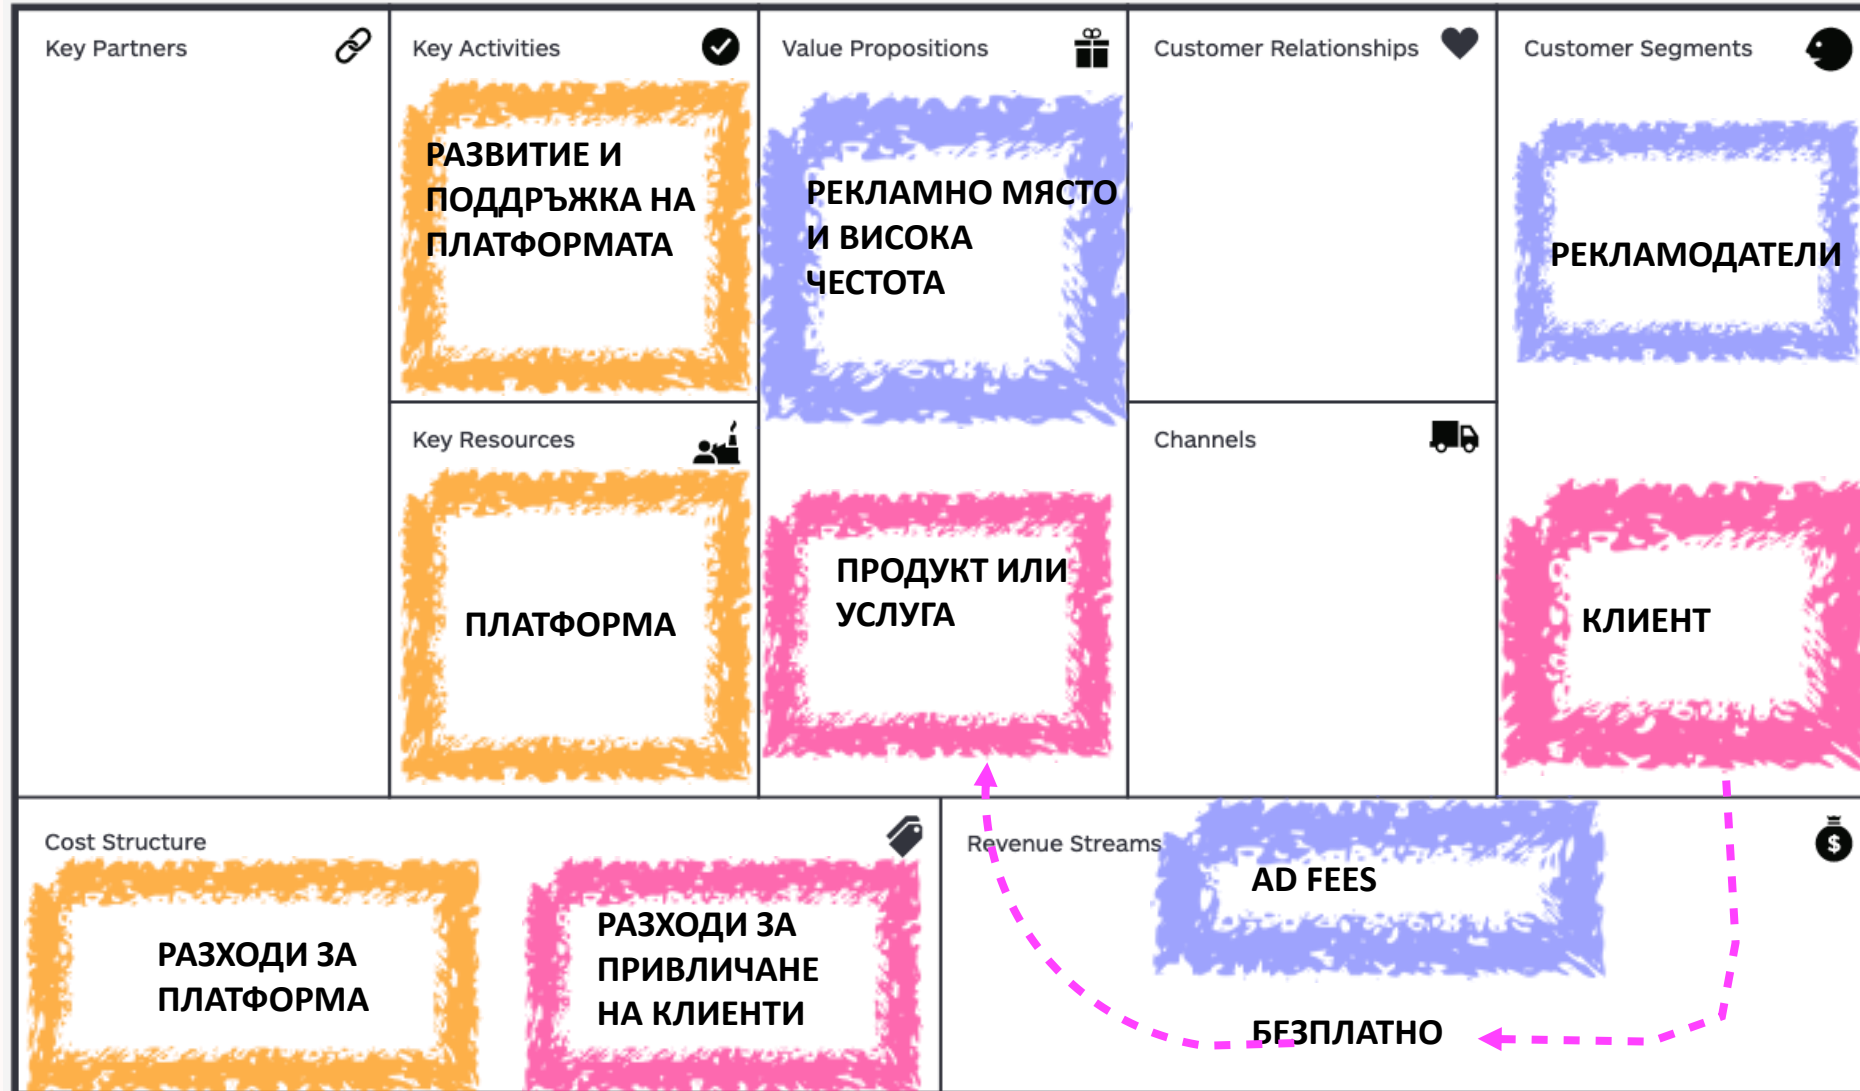 Key Partners
Key Activities
РАЗВИТИЕ И
ПОДДРЪЖКА НА
ПЛАТФОРМАТА
Key Resources
ПЛАТФОРМА
Value Propositions
РЕКЛАМНО МЯСТО
И ВИСОКА
ЧЕСТОТА
ПРОДУКТ ИЛИ
УСЛУГА
Customer Relationships
Channels
Customer Segments
РЕКЛАМОДАТЕЛИ
КЛИЕНТ
Cost Structure
РАЗХОДИ ЗА
ПЛАТФОРМА
РАЗХОДИ ЗА
ПРИВЛИЧАНЕ
НА КЛИЕНТИ
Revenue Streams
$
AD FEES
БЕЗПЛАТНО